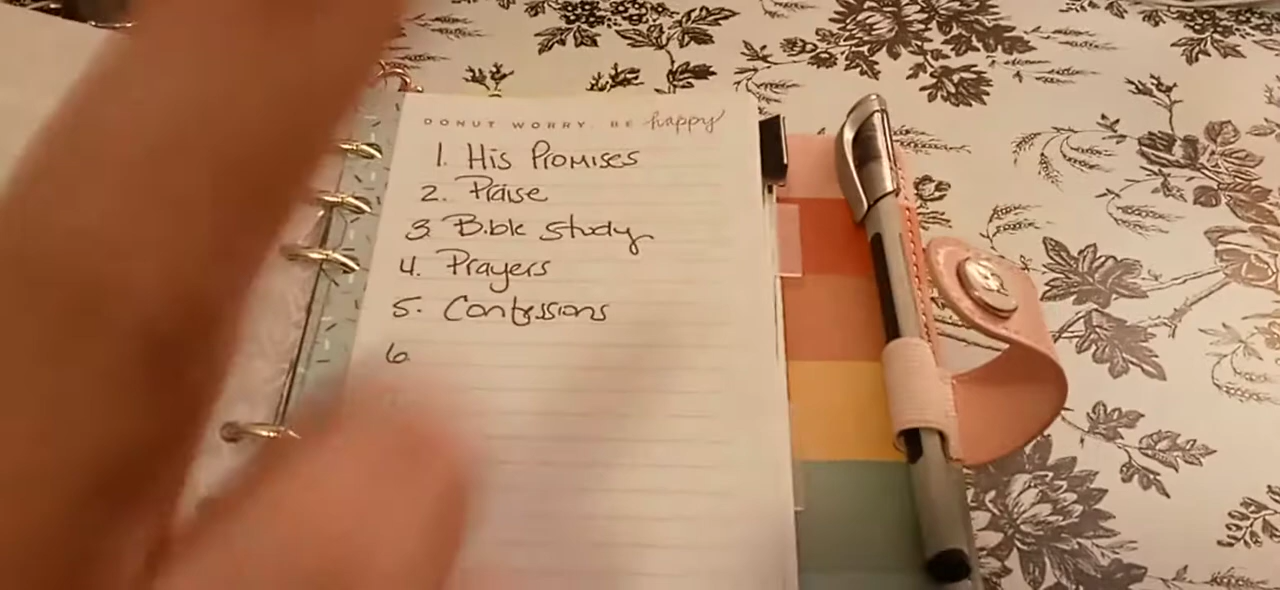 DONUT WORRY. BE happy
1. His Promises
2. Praise
3. Bible Study
4. Prayers
5. Confessions
6.